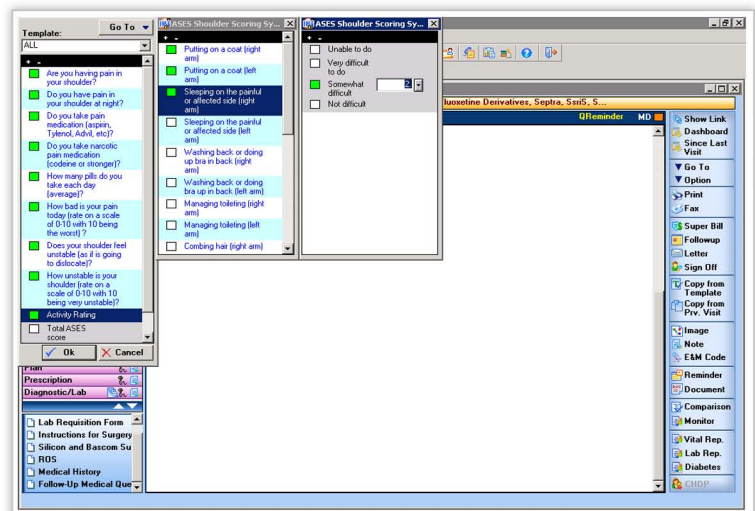 Template:
Go To
ALL
+ -
Are you having pain in
your shoulder?
Do you have pain in
your shoulder at night?
Do you take pain
medication (aspirin,
Tylenol, Advil, etc)?
Do you take narcotic
pain medication
(codeine or stronger)?
How many pills do you
take each day
(average)?
How bad is your pain
today (rate on a scale
of 0-10 with 10 being
the worst) ?
Does your shoulder feel
unstable (as if it is going
to dislocate)?
How unstable is your
shoulder (rate on a
scale of 0-10 with 10
being very unstable)?
Activity Rating
Total ASES
score
Ok
Cancel
ASES Shoulder Scoring Sy...
+ -
Putting on a coat (right
arm)
Putting on a coat (left
arm)
Sleeping on the painful
or affected side (right
arm)
Sleeping on the painful
or affected side (left
arm)
Washing back or doing
up bra in back (right
arm)
Washing back or doing
bra up in back (left arm)
Managing toileting (right
arm)
Managing toileting (left
arm)
Combing hair (right arm)
ASES Shoulder Scoring Sy...
+ -
Unable to do
Very difficult
to do
Somewhat
difficult
2
Not difficult
luoxetine Derivatives, Septra, SsriS, S...
QReminder
MD
Show Link
Dashboard
Since Last
Visit
Go To
Option
Print
Fax
Super Bill
Followup
Letter
Sign Off
Copy from
Template
Copy from
Prv. Visit
Image
Note
E&M Code
Reminder
Document
Comparison
Monitor
Vital Rep.
Lab Rep.
Diabetes
CHDP
Plan
Prescription
Diagnostic/Lab
Lab Requisition Form
Instructions for Surgery
Silicon and Bascom Su
ROS
Medical History
Follow-Up Medical Que